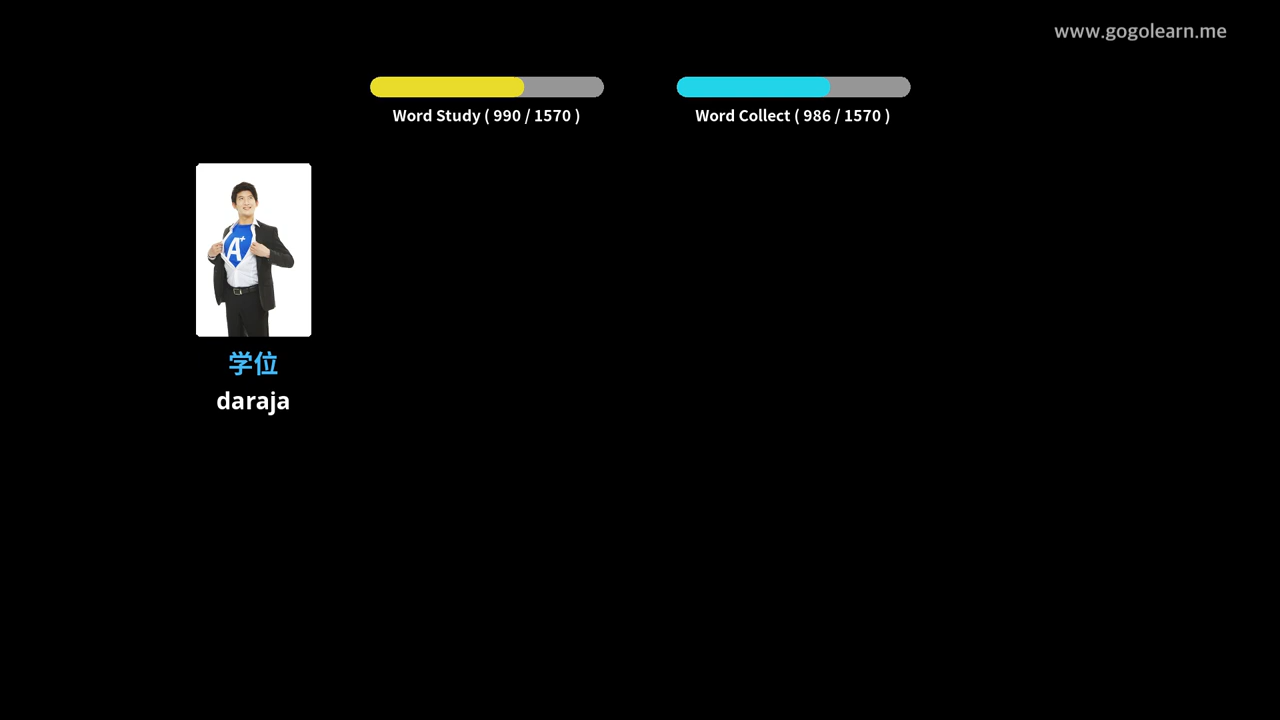 www.gogolearn.me
Word Study ( 990 / 1570 )
Word Collect ( 986 / 1570 )
A+
学位
daraja